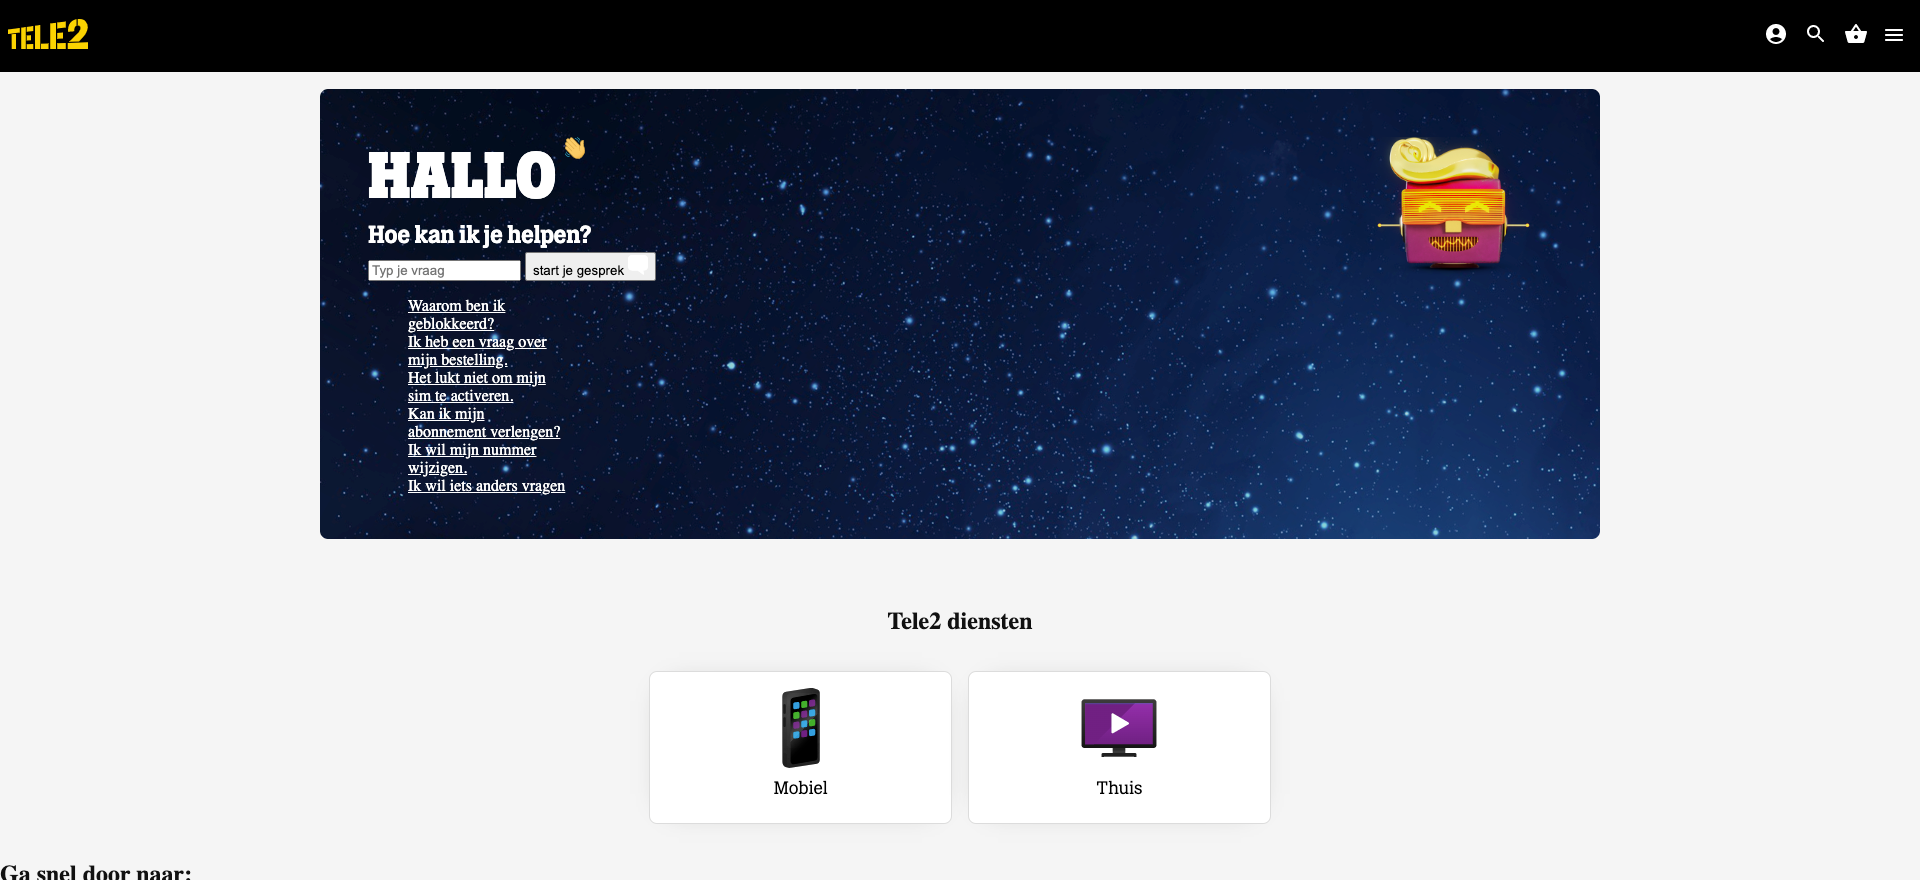 TELE2
HALLO
Hoe kan ik je helpen?
Typ je vraag
start je gesprek
Waarom ben ik
geblokkeerd?
Ik heb een vraag over
mijn bestelling.
Het lukt niet om mijn
sim te activeren.
Kan ik mijn
abonnement verlengen?
Ik wil mijn nummer
wijzigen.
Ik wil iets anders vragen
Tele2 diensten
Mobiel
Thuis
Ga snel door naar: